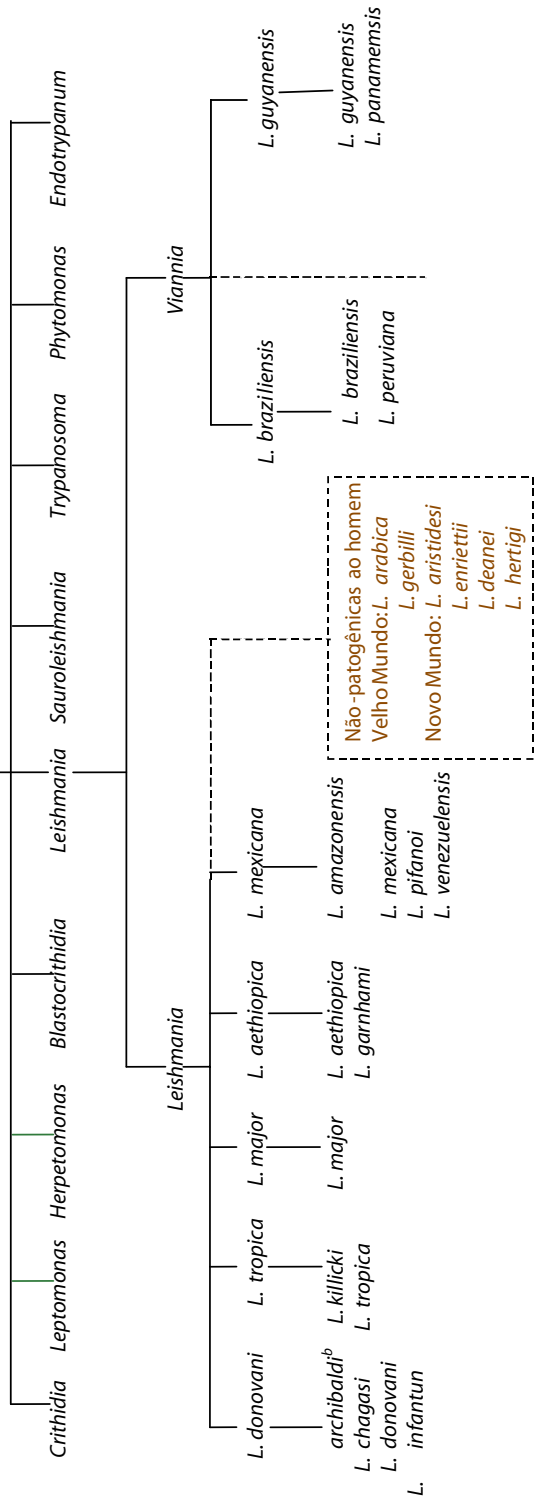 Crithidia Leptomonas Herpetomonas Blastocrithidia Leishmania Sauroleishmania Trypanosoma Phytomonas Endotrypanum
Leishmania Viannia
L. donovani L. tropica L. major L. aethiopica L. mexicana L. braziliensis L. guyanensis
archibaldi^b
L. chagasi
L. donovani
L. infantun
L. killicki
L. tropica
L. major
L. aethiopica
L. garnhami
L. amazonensis
L. mexicana
L. pifanoi
L. venezuelensis
Não-patogênicas ao homem
Velho Mundo: L. arabica
L. gerbilli
Novo Mundo: L. aristidesi
L. enriettii
L. deanei
L. hertigi
L. braziliensis
L. peruviana
L. guyanensis
L. panamemsis